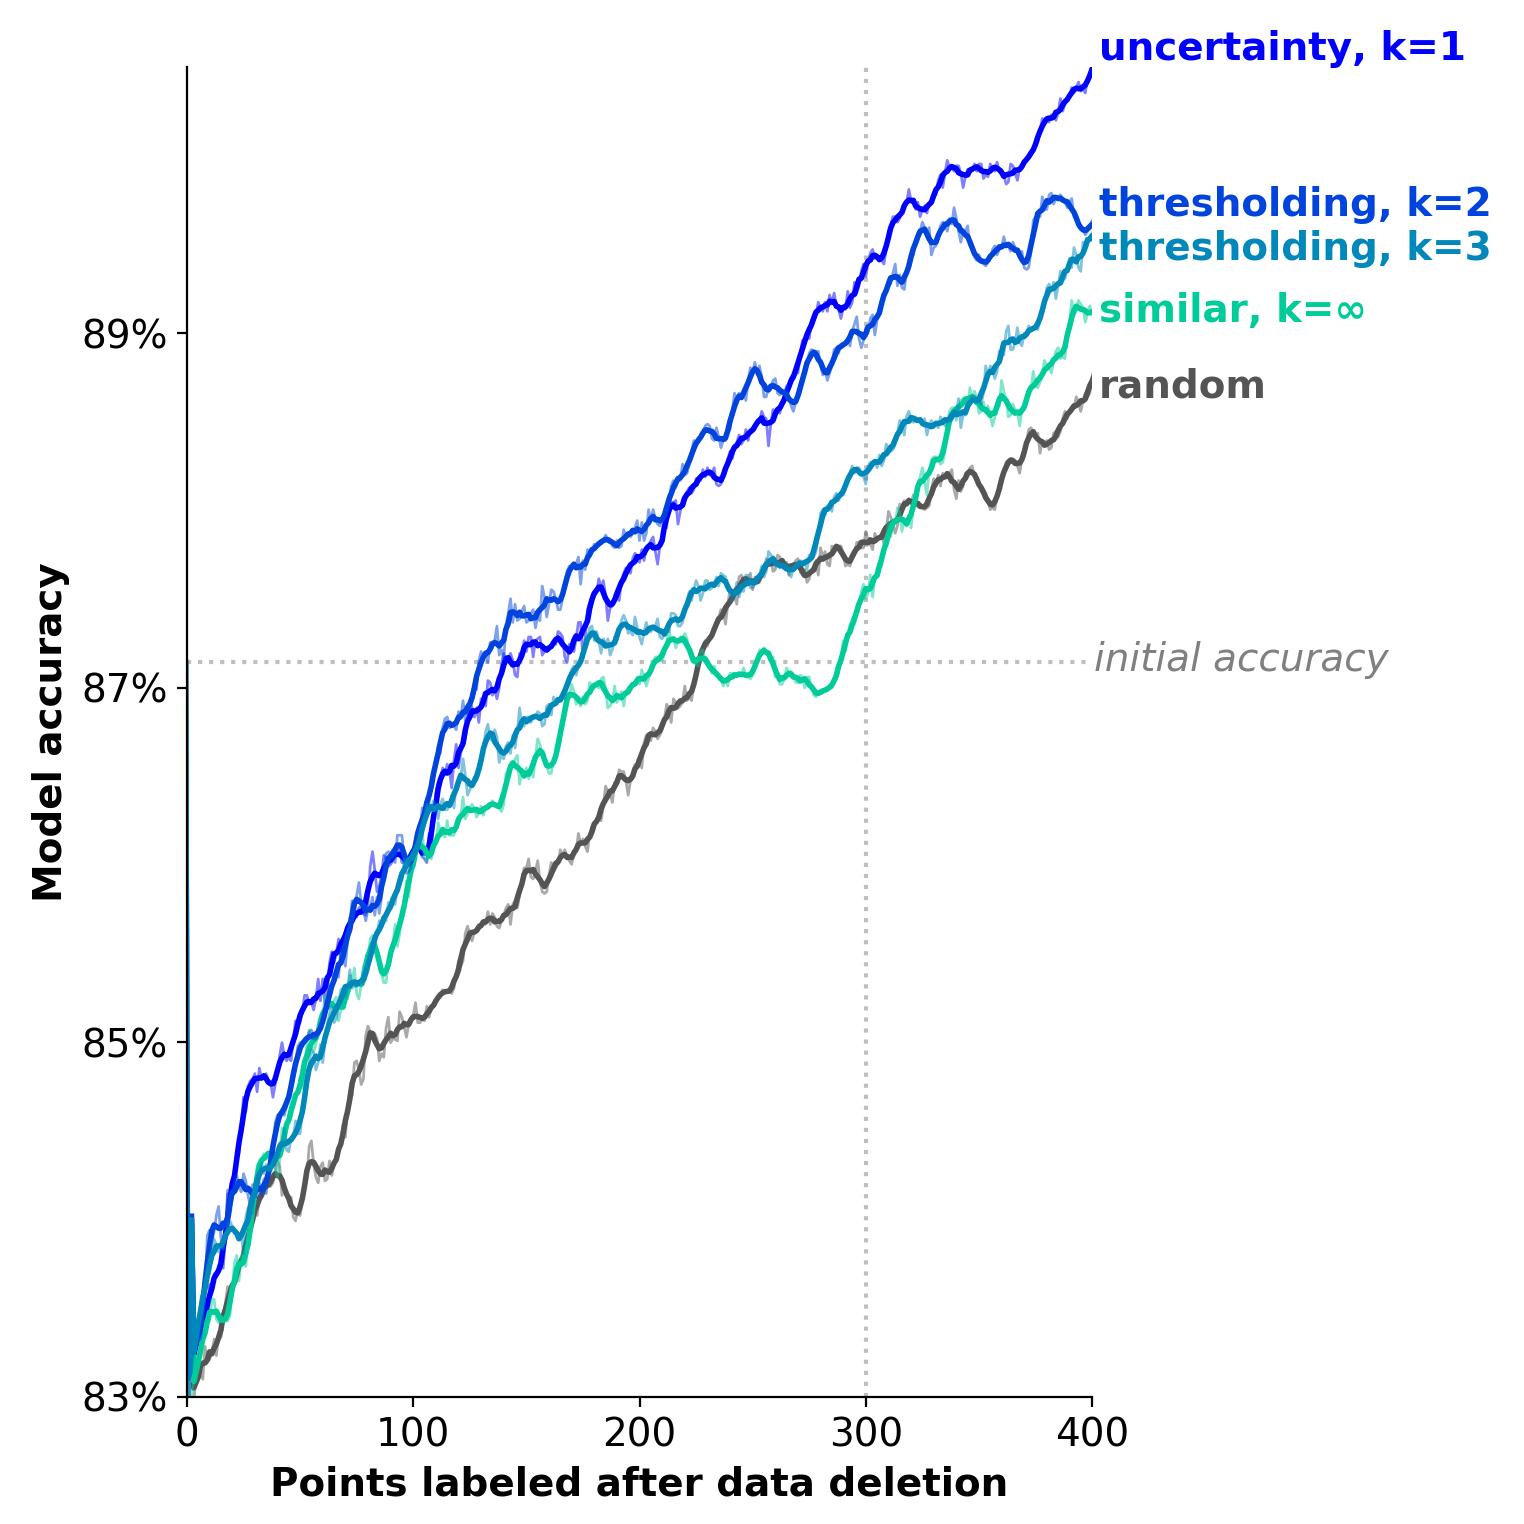 uncertainty, k=1
thresholding, k=2
thresholding, k=3
similar, k=∞
random
initial accuracy
Model accuracy
89%
87%
85%
83%
0 100 200 300 400
Points labeled after data deletion